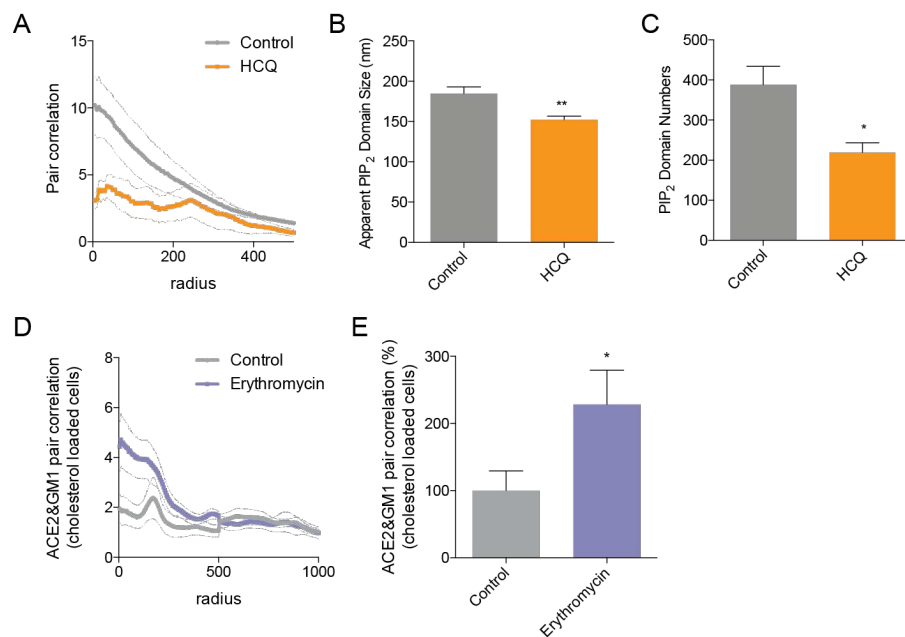 A
Pair correlation
15
10
5
0
0
200
400
radius
Control
HCQ
B
Apparent PIP2 Domain Size (nm)
250
200
150
100
50
0
**
Control
HCQ
C
PIP2 Domain Numbers
500
400
300
200
100
0
*
Control
HCQ
D
ACE2&GM1 pair correlation
(cholesterol loaded cells)
8
6
4
2
0
0
500
1000
radius
Control
Erythromycin
E
ACE2&GM1 pair correlation (%)
(cholesterol loaded cells)
300
200
100
0
*
Control
Erythromycin